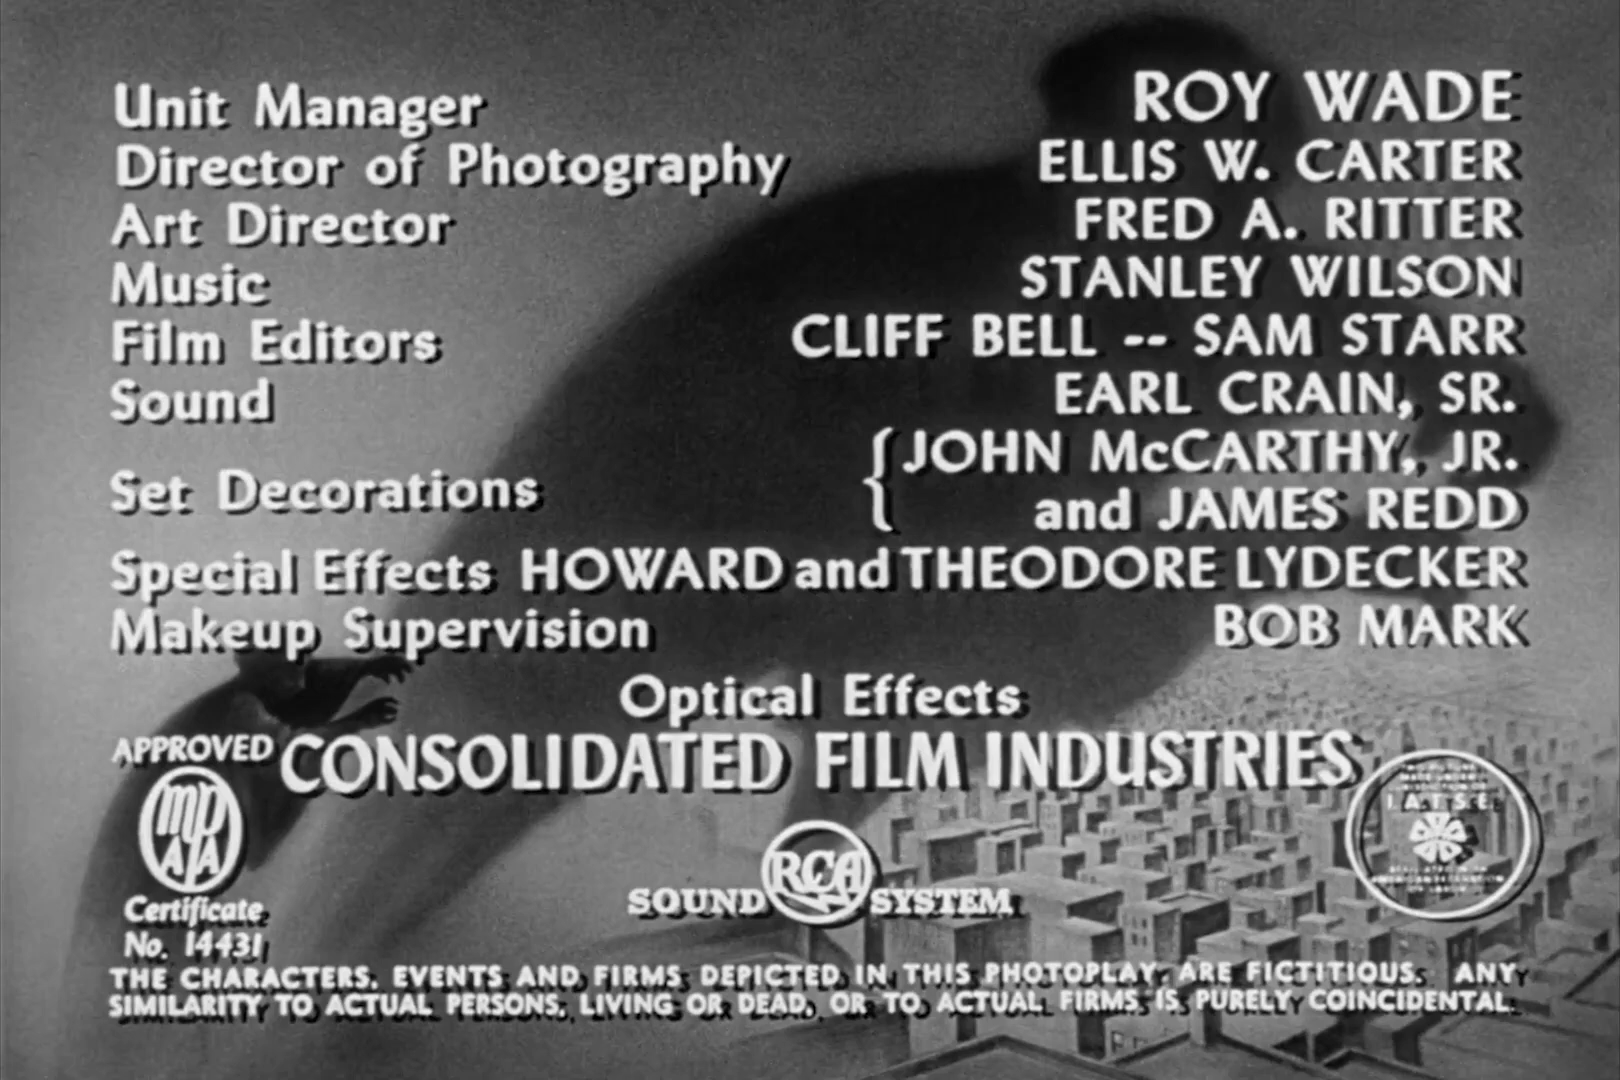 Unit Manager ROY WADE
Director of Photography ELLIS W. CARTER
Art Director FRED A. RITTER
Music STANLEY WILSON
Film Editors CLIFF BELL -- SAM STARR
Sound EARL CRAIN, SR.
Set Decorations { JOHN McCARTHY, JR.
and JAMES REDD
Special Effects HOWARD and THEODORE LYDECKER
Makeup Supervision BOB MARK
Optical Effects
CONSOLIDATED FILM INDUSTRIES
APPROVED
MPPDA
Certificate
No. 14431
RCA
SOUND SYSTEM
I.A.T.S.E.
THE CHARACTERS, EVENTS AND FIRMS DEPICTED IN THIS PHOTOPLAY ARE FICTITIOUS. ANY
SIMILARITY TO ACTUAL PERSONS, LIVING OR DEAD, OR TO ACTUAL FIRMS IS PURELY COINCIDENTAL.